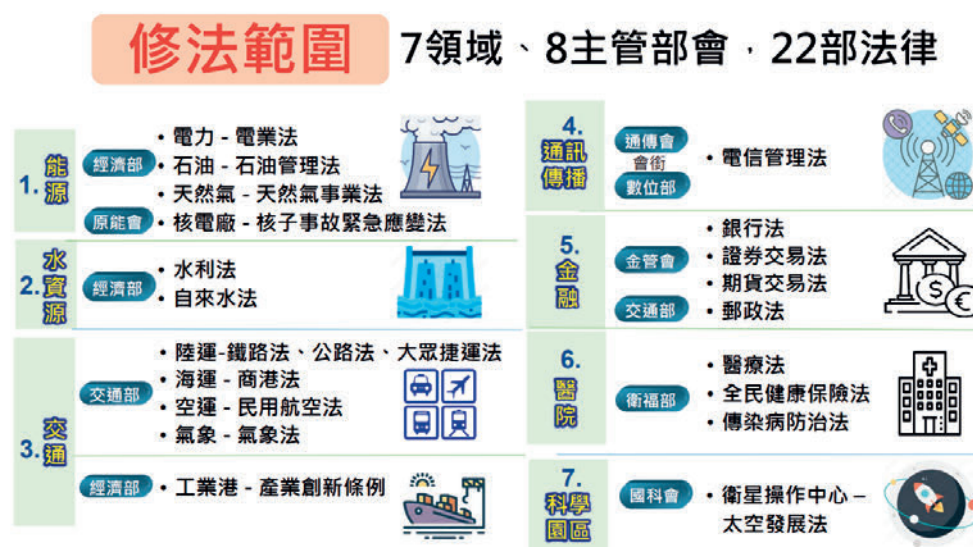 修法範圍 7領域、8主管部會，22部法律
1. 能源
經濟部
• 電力 - 電業法
• 石油 - 石油管理法
• 天然氣 - 天然氣事業法
原能會
• 核電廠 - 核子事故緊急應變法
2. 水資源
經濟部
• 水利法
• 自來水法
3. 交通
交通部
• 陸運-鐵路法、公路法、大眾捷運法
• 海運 - 商港法
• 空運 - 民用航空法
• 氣象 - 氣象法
經濟部
• 工業港 - 產業創新條例
4.
通訊
傳播
通傳會
會銜
數位部
• 電信管理法
5.
金
融
金管會
• 銀行法
• 證券交易法
• 期貨交易法
交通部
• 郵政法
6.
醫
院
衛福部
• 醫療法
• 全民健康保險法
• 傳染病防治法
7.
科學
園區
國科會
• 衛星操作中心 –
太空發展法